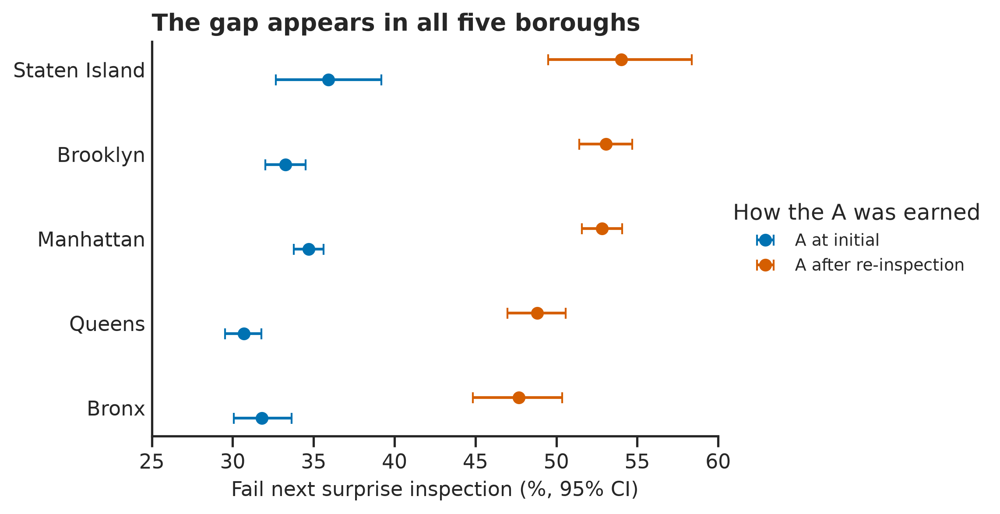 The gap appears in all five boroughs
Staten Island
Brooklyn
Manhattan
Queens
Bronx
25 30 35 40 45 50 55 60
Fail next surprise inspection (%, 95% CI)
How the A was earned
A at initial
A after re-inspection